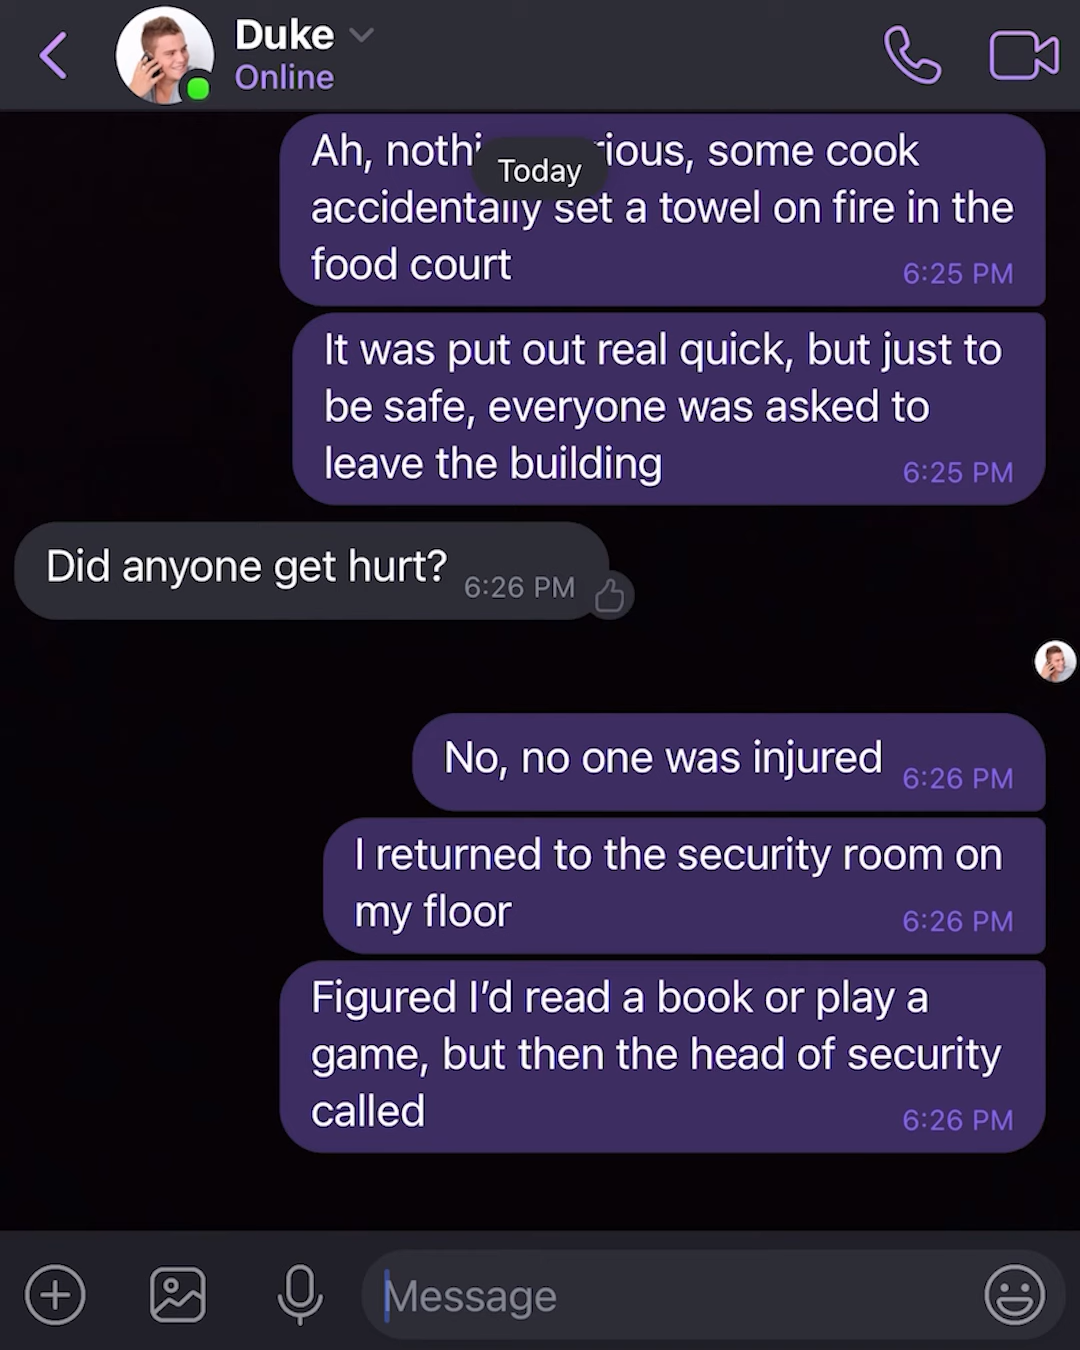 Duke
Online
Today
Ah, nothi rious, some cook
accidentally set a towel on fire in the
food court
6:25 PM
It was put out real quick, but just to
be safe, everyone was asked to
leave the building
6:25 PM
Did anyone get hurt?
6:26 PM
No, no one was injured
6:26 PM
I returned to the security room on
my floor
6:26 PM
Figured I’d read a book or play a
game, but then the head of security
called
6:26 PM
Message